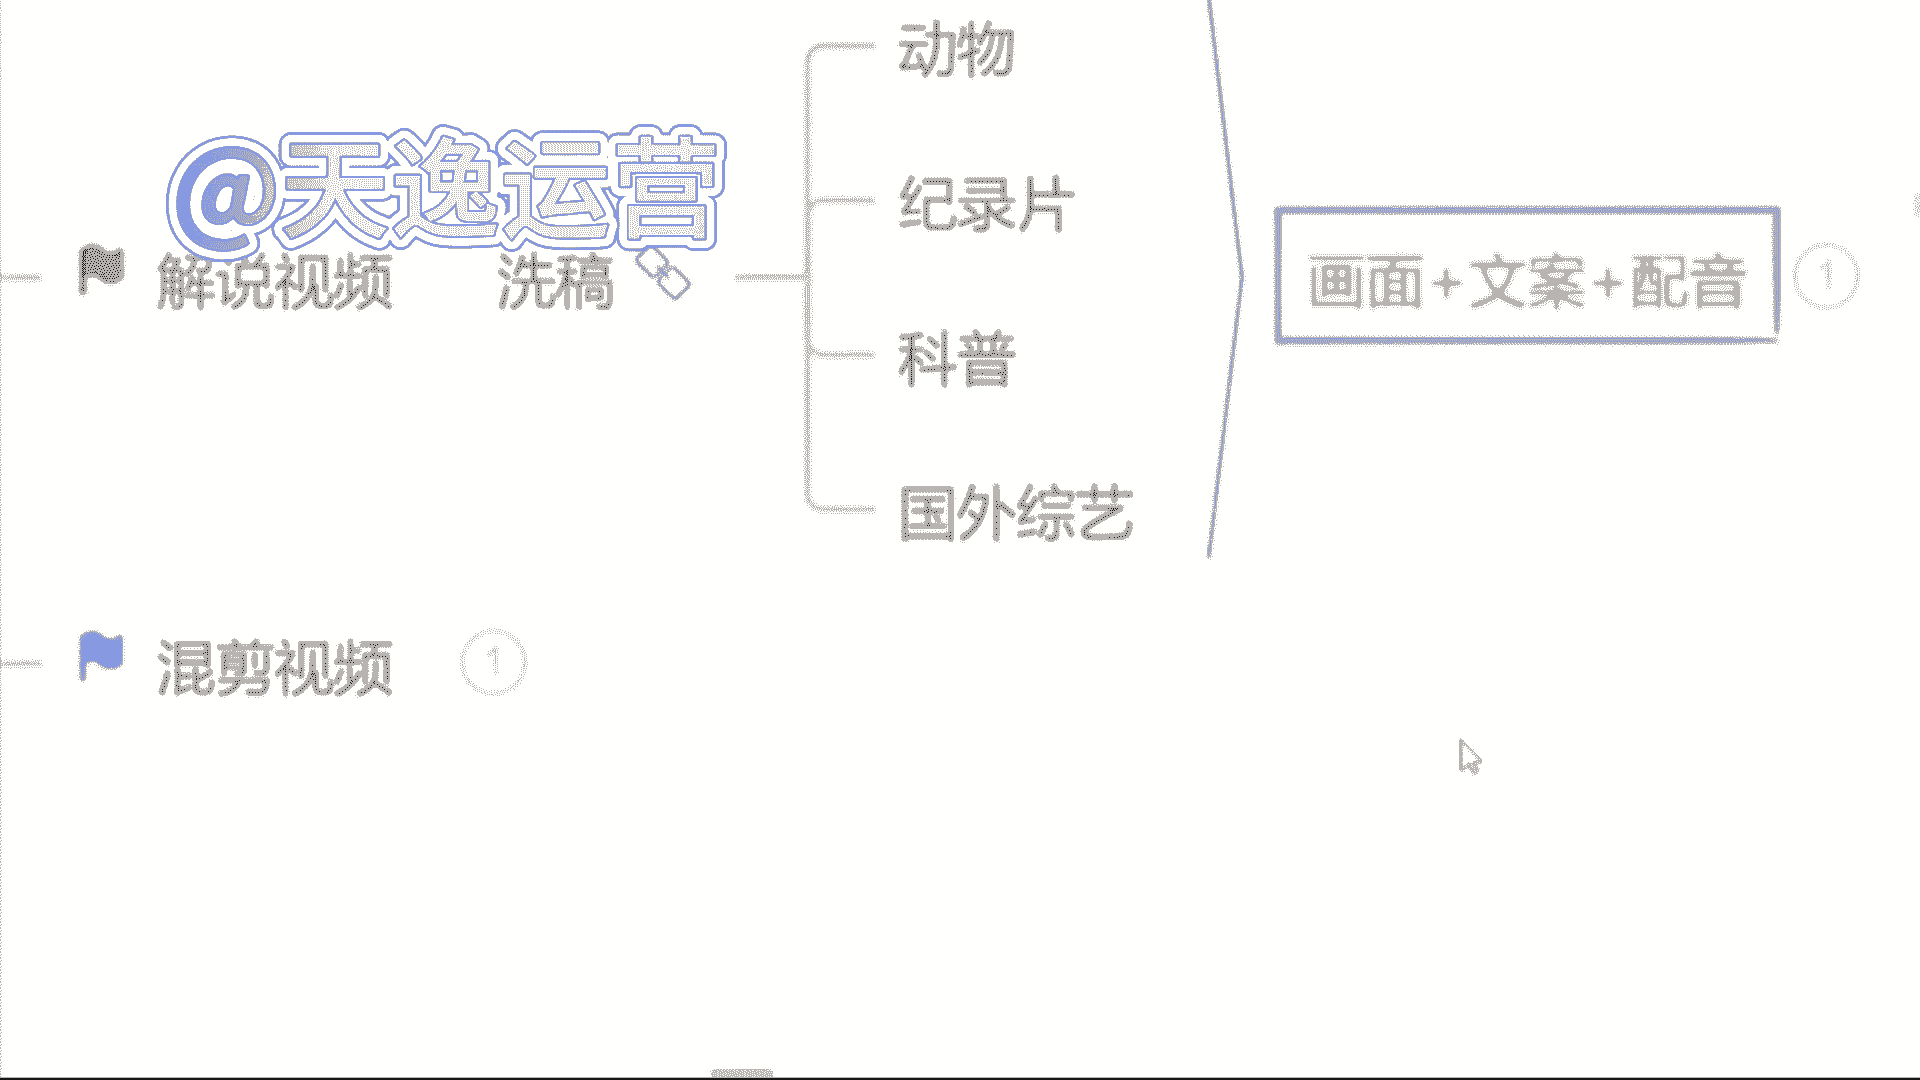 动物
@天逸运营
纪录片
解说视频 洗稿
画面+文案+配音 1
科普
国外综艺
混剪视频 1